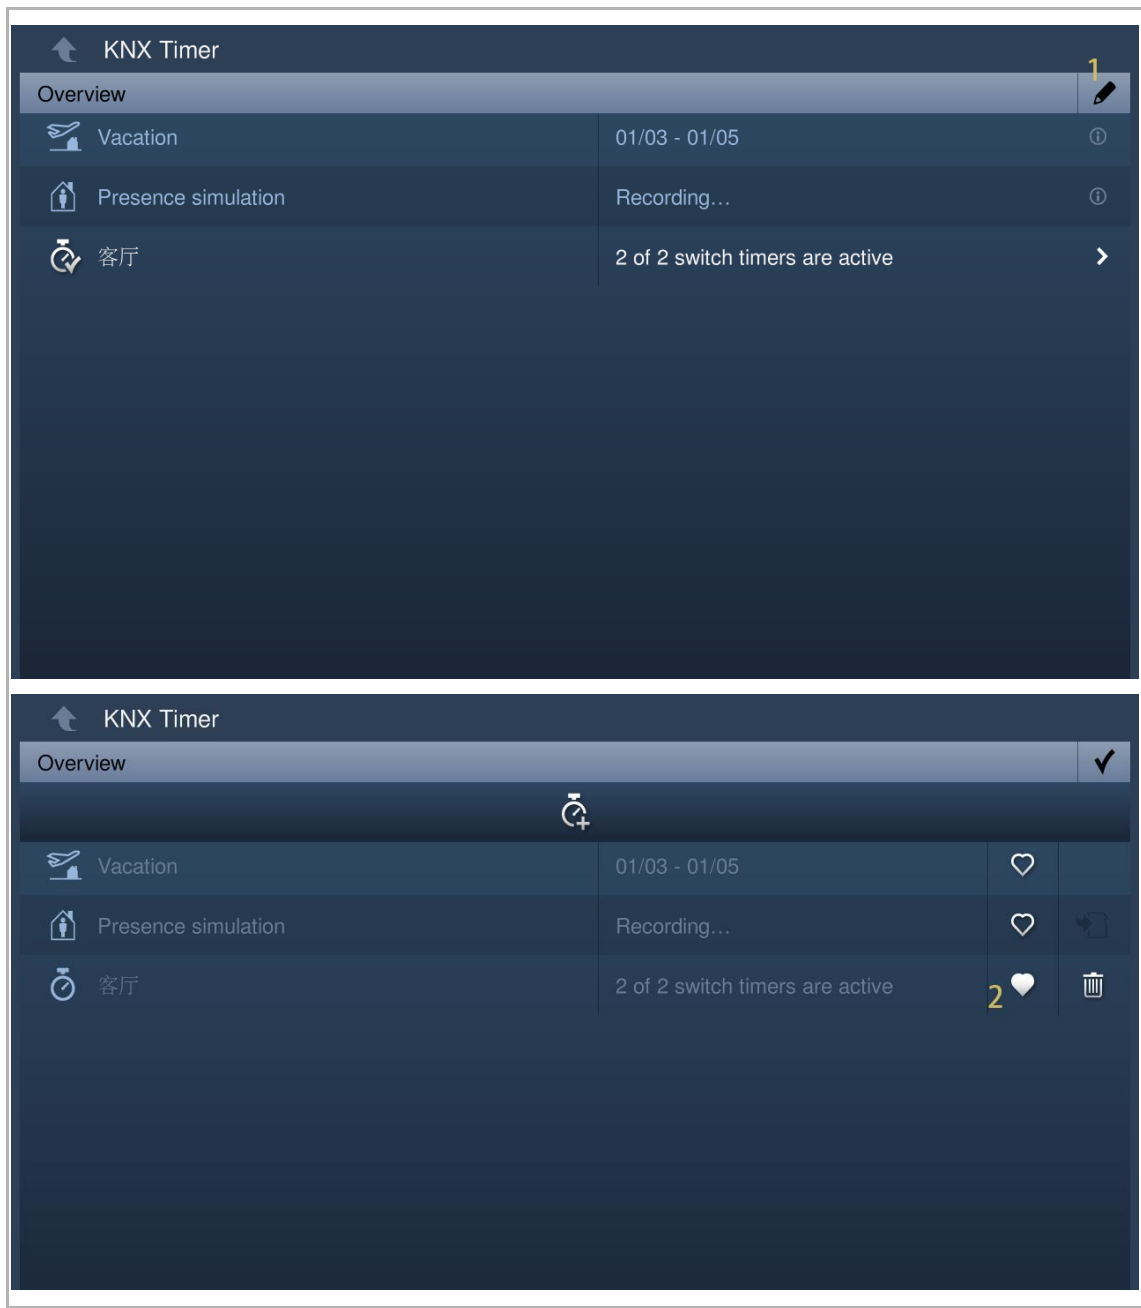 KNX Timer
1
Overview
Vacation 01/03 - 01/05
Presence simulation Recording...
客厅 2 of 2 switch timers are active
KNX Timer
Overview
Vacation 01/03 - 01/05
Presence simulation Recording...
客厅 2 of 2 switch timers are active 2